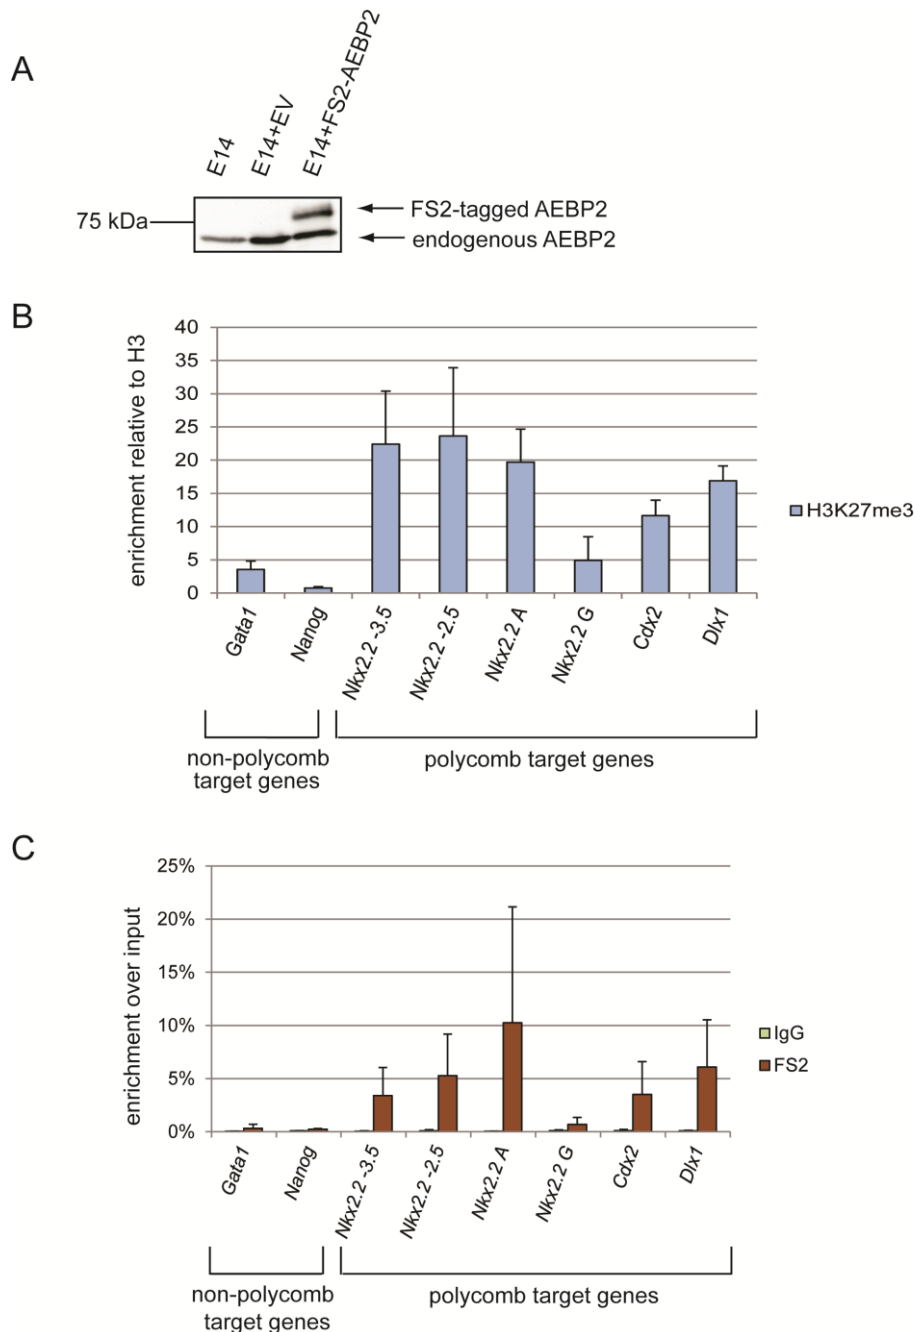 A
E14
E14+EV
E14+FS2-AEBP2
75 kDa
FS2-tagged AEBP2
endogenous AEBP2
B
enrichment relative to H3
40
35
30
25
20
15
10
5
0
H3K27me3
Gata1
Nanog
Nkx2.2 -3.5
Nkx2.2 -2.5
Nkx2.2 A
Nkx2.2 G
Cdx2
Dlx1
non-polycomb
target genes
polycomb target genes
C
enrichment over input
25%
20%
15%
10%
5%
0%
IgG
FS2
Gata1
Nanog
Nkx2.2 -3.5
Nkx2.2 -2.5
Nkx2.2 A
Nkx2.2 G
Cdx2
Dlx1
non-polycomb
target genes
polycomb target genes